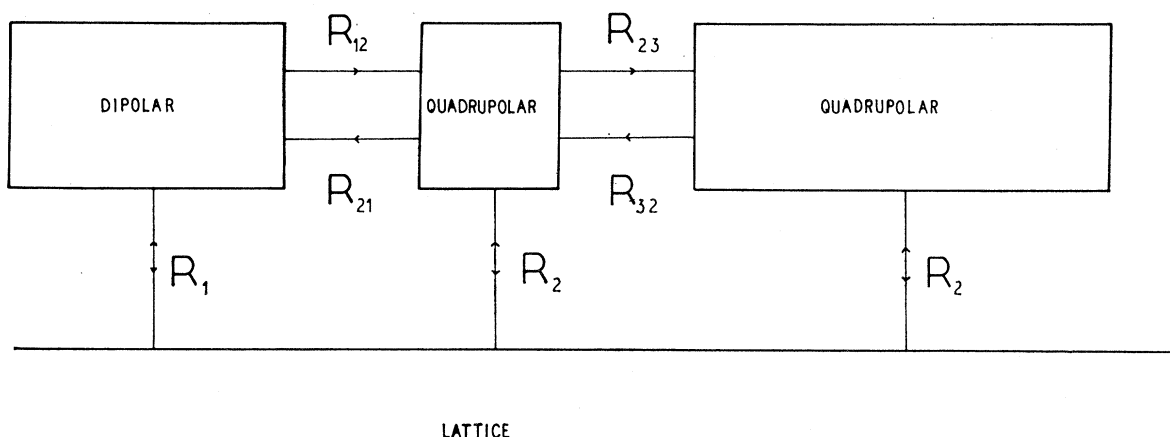 R12 R23
DIPOLAR QUADRUPOLAR QUADRUPOLAR
R21 R32
R1 R2 R2
LATTICE